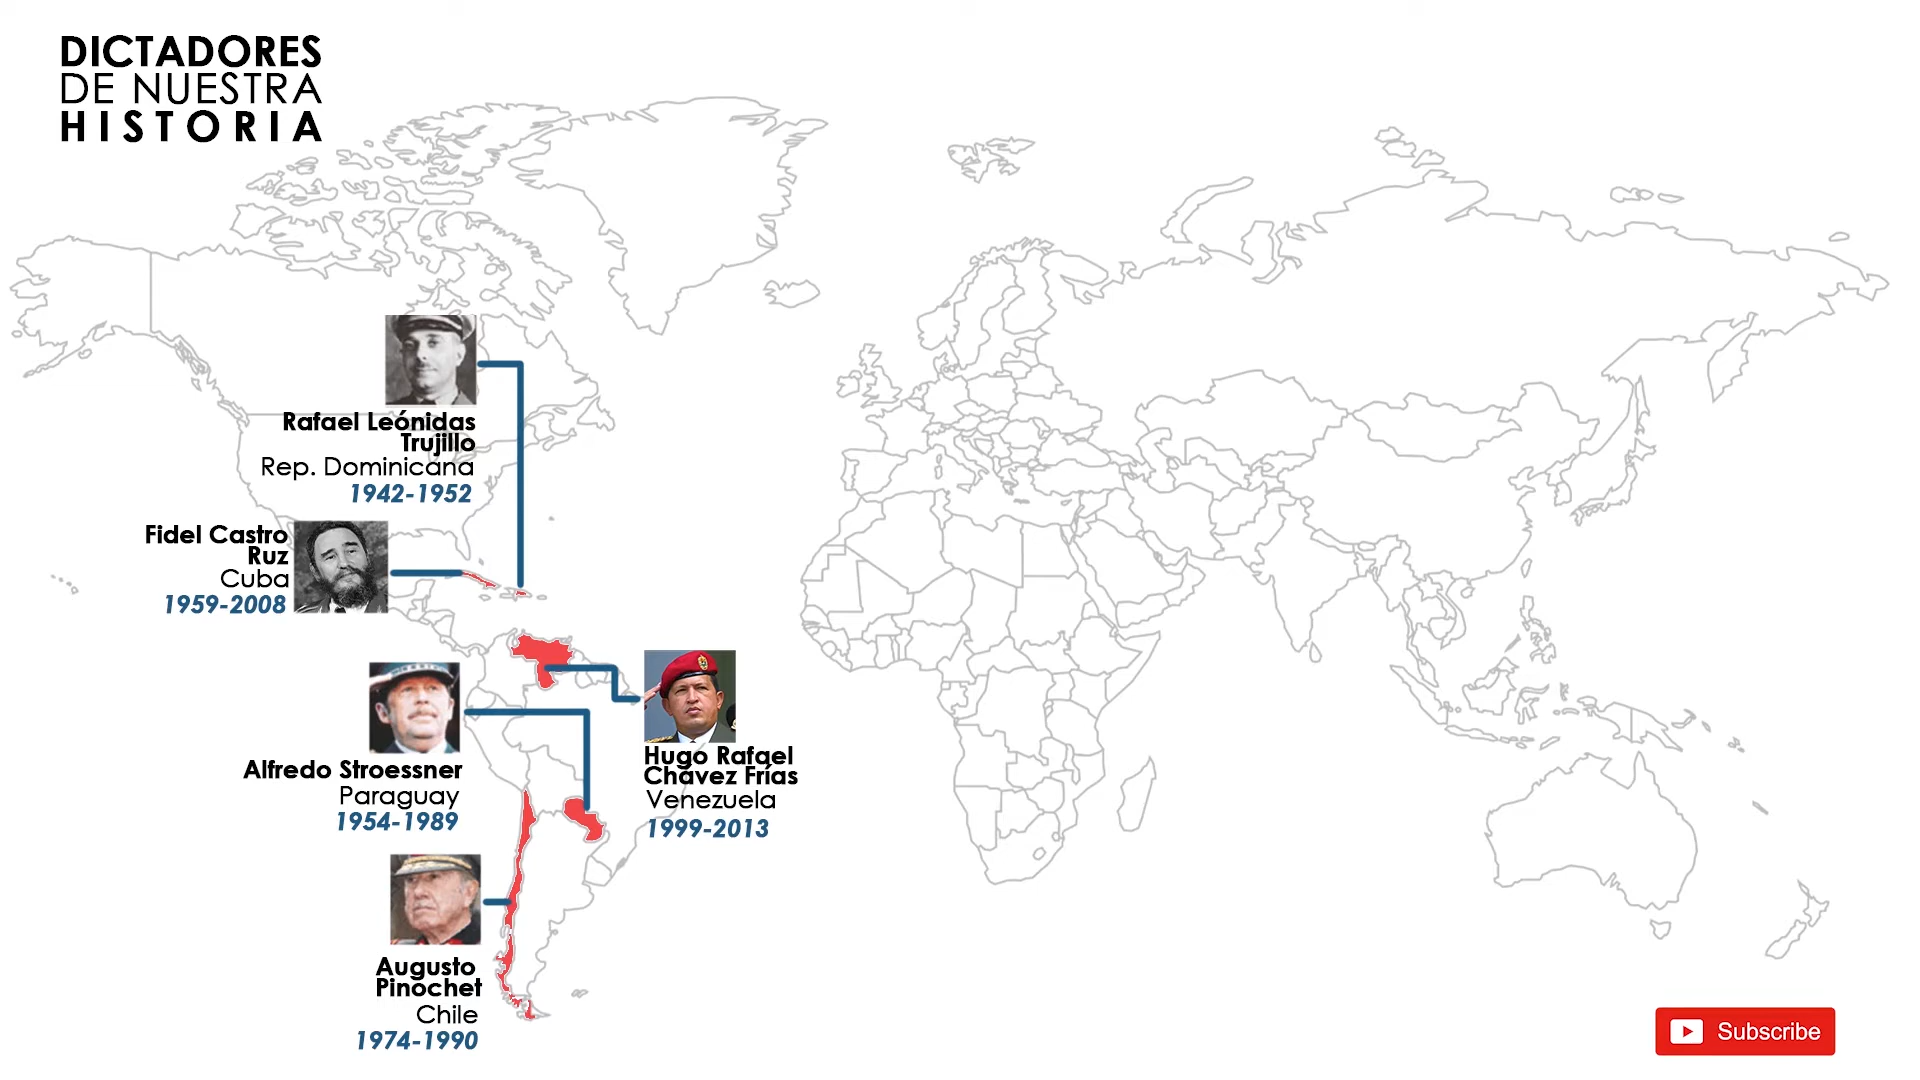 DICTADORES
DE NUESTRA
HISTORIA
Rafael Leónidas
Trujillo
Rep. Dominicana
1942-1952
Fidel Castro
Ruz
Cuba
1959-2008
Alfredo Stroessner
Paraguay
1954-1989
Hugo Rafael
Chávez Frías
Venezuela
1999-2013
Augusto
Pinochet
Chile
1974-1990
Subscribe